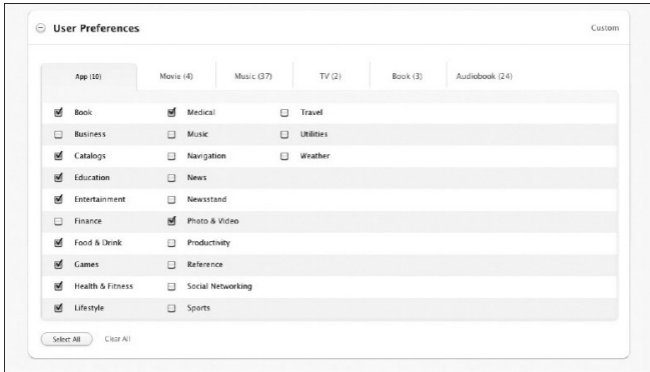 User Preferences Custom
App (10) Movie (4) Music (37) TV (2) Book (3) Audiobook (24)
Book Medical Travel
Business Music Utilities
Catalogs Navigation Weather
Education News
Entertainment Newsstand
Finance Photo & Video
Food & Drink Productivity
Games Reference
Health & Fitness Social Networking
Lifestyle Sports
Select All Clear All